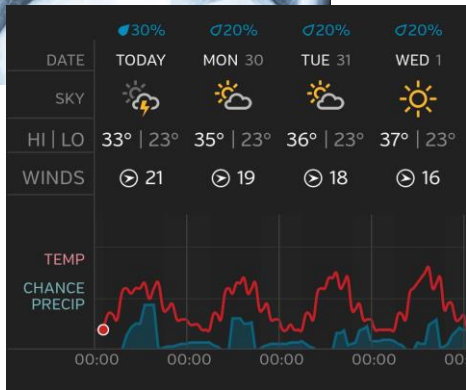 30% 20% 20% 20%
DATE TODAY MON 30 TUE 31 WED 1
SKY
HI | LO 33° | 23° 35° | 23° 36° | 23° 37° | 23°
WINDS 21 19 18 16
TEMP
CHANCE
PRECIP
00:00 00:00 00:00 00:00 00